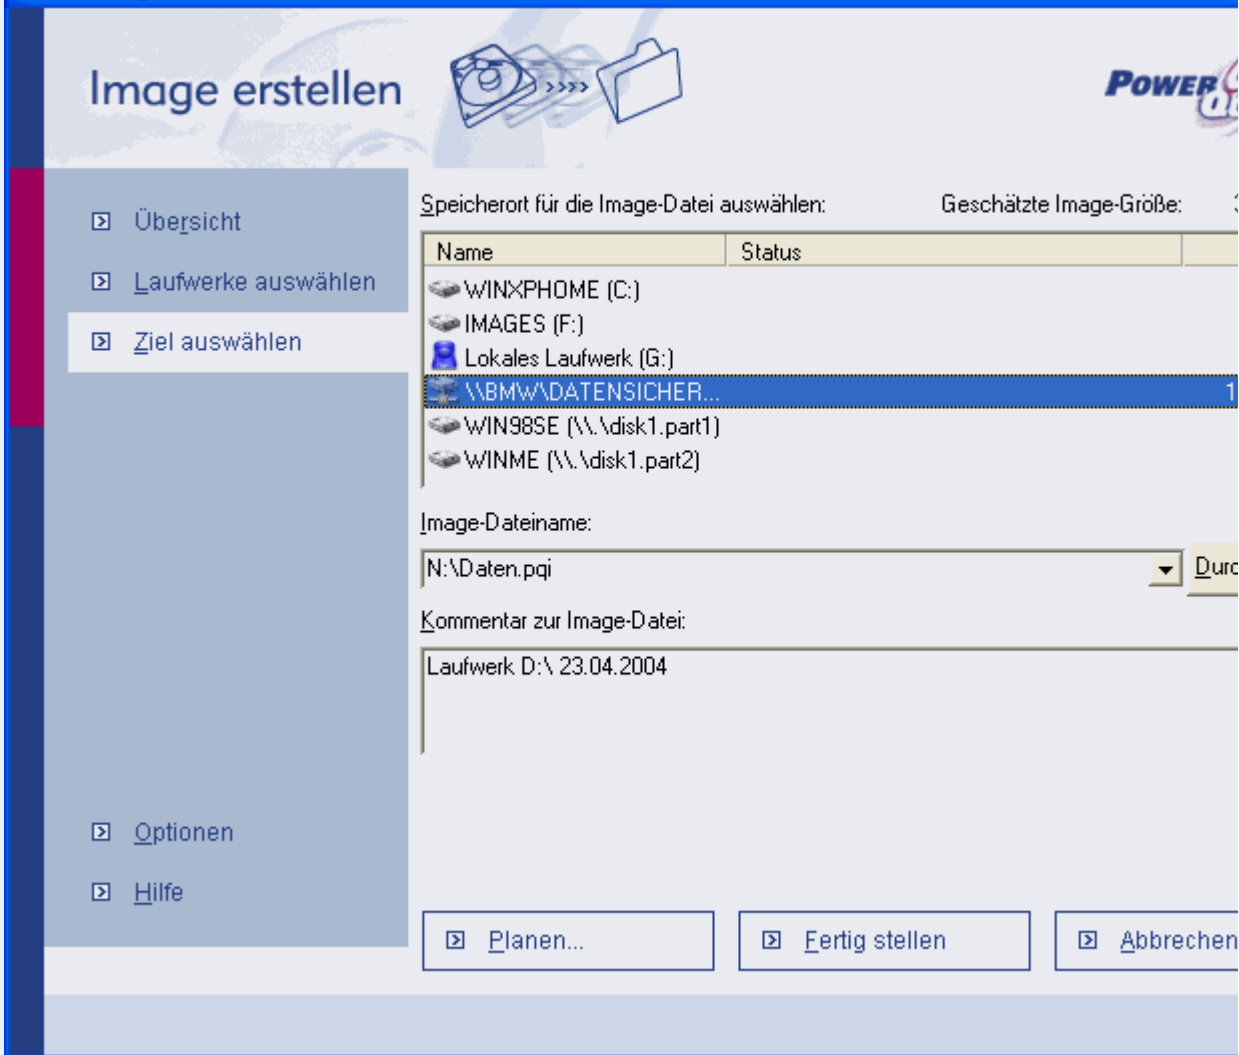 Image erstellen
POWER
Übersicht
Laufwerke auswählen
Ziel auswählen
Optionen
Hilfe
Speicherort für die Image-Datei auswählen: Geschätzte Image-Größe:
Name Status
WINXPHOME (C:)
IMAGES (F:)
Lokales Laufwerk (G:)
\\BMW\DATENSICHER... 1
WIN98SE (\\.\disk1.part1)
WINME (\\.\disk1.part2)
Image-Dateiname:
N:\Daten.pqi
Kommentar zur Image-Datei:
Laufwerk D:\ 23.04.2004
Planen... Fertig stellen Abbrechen